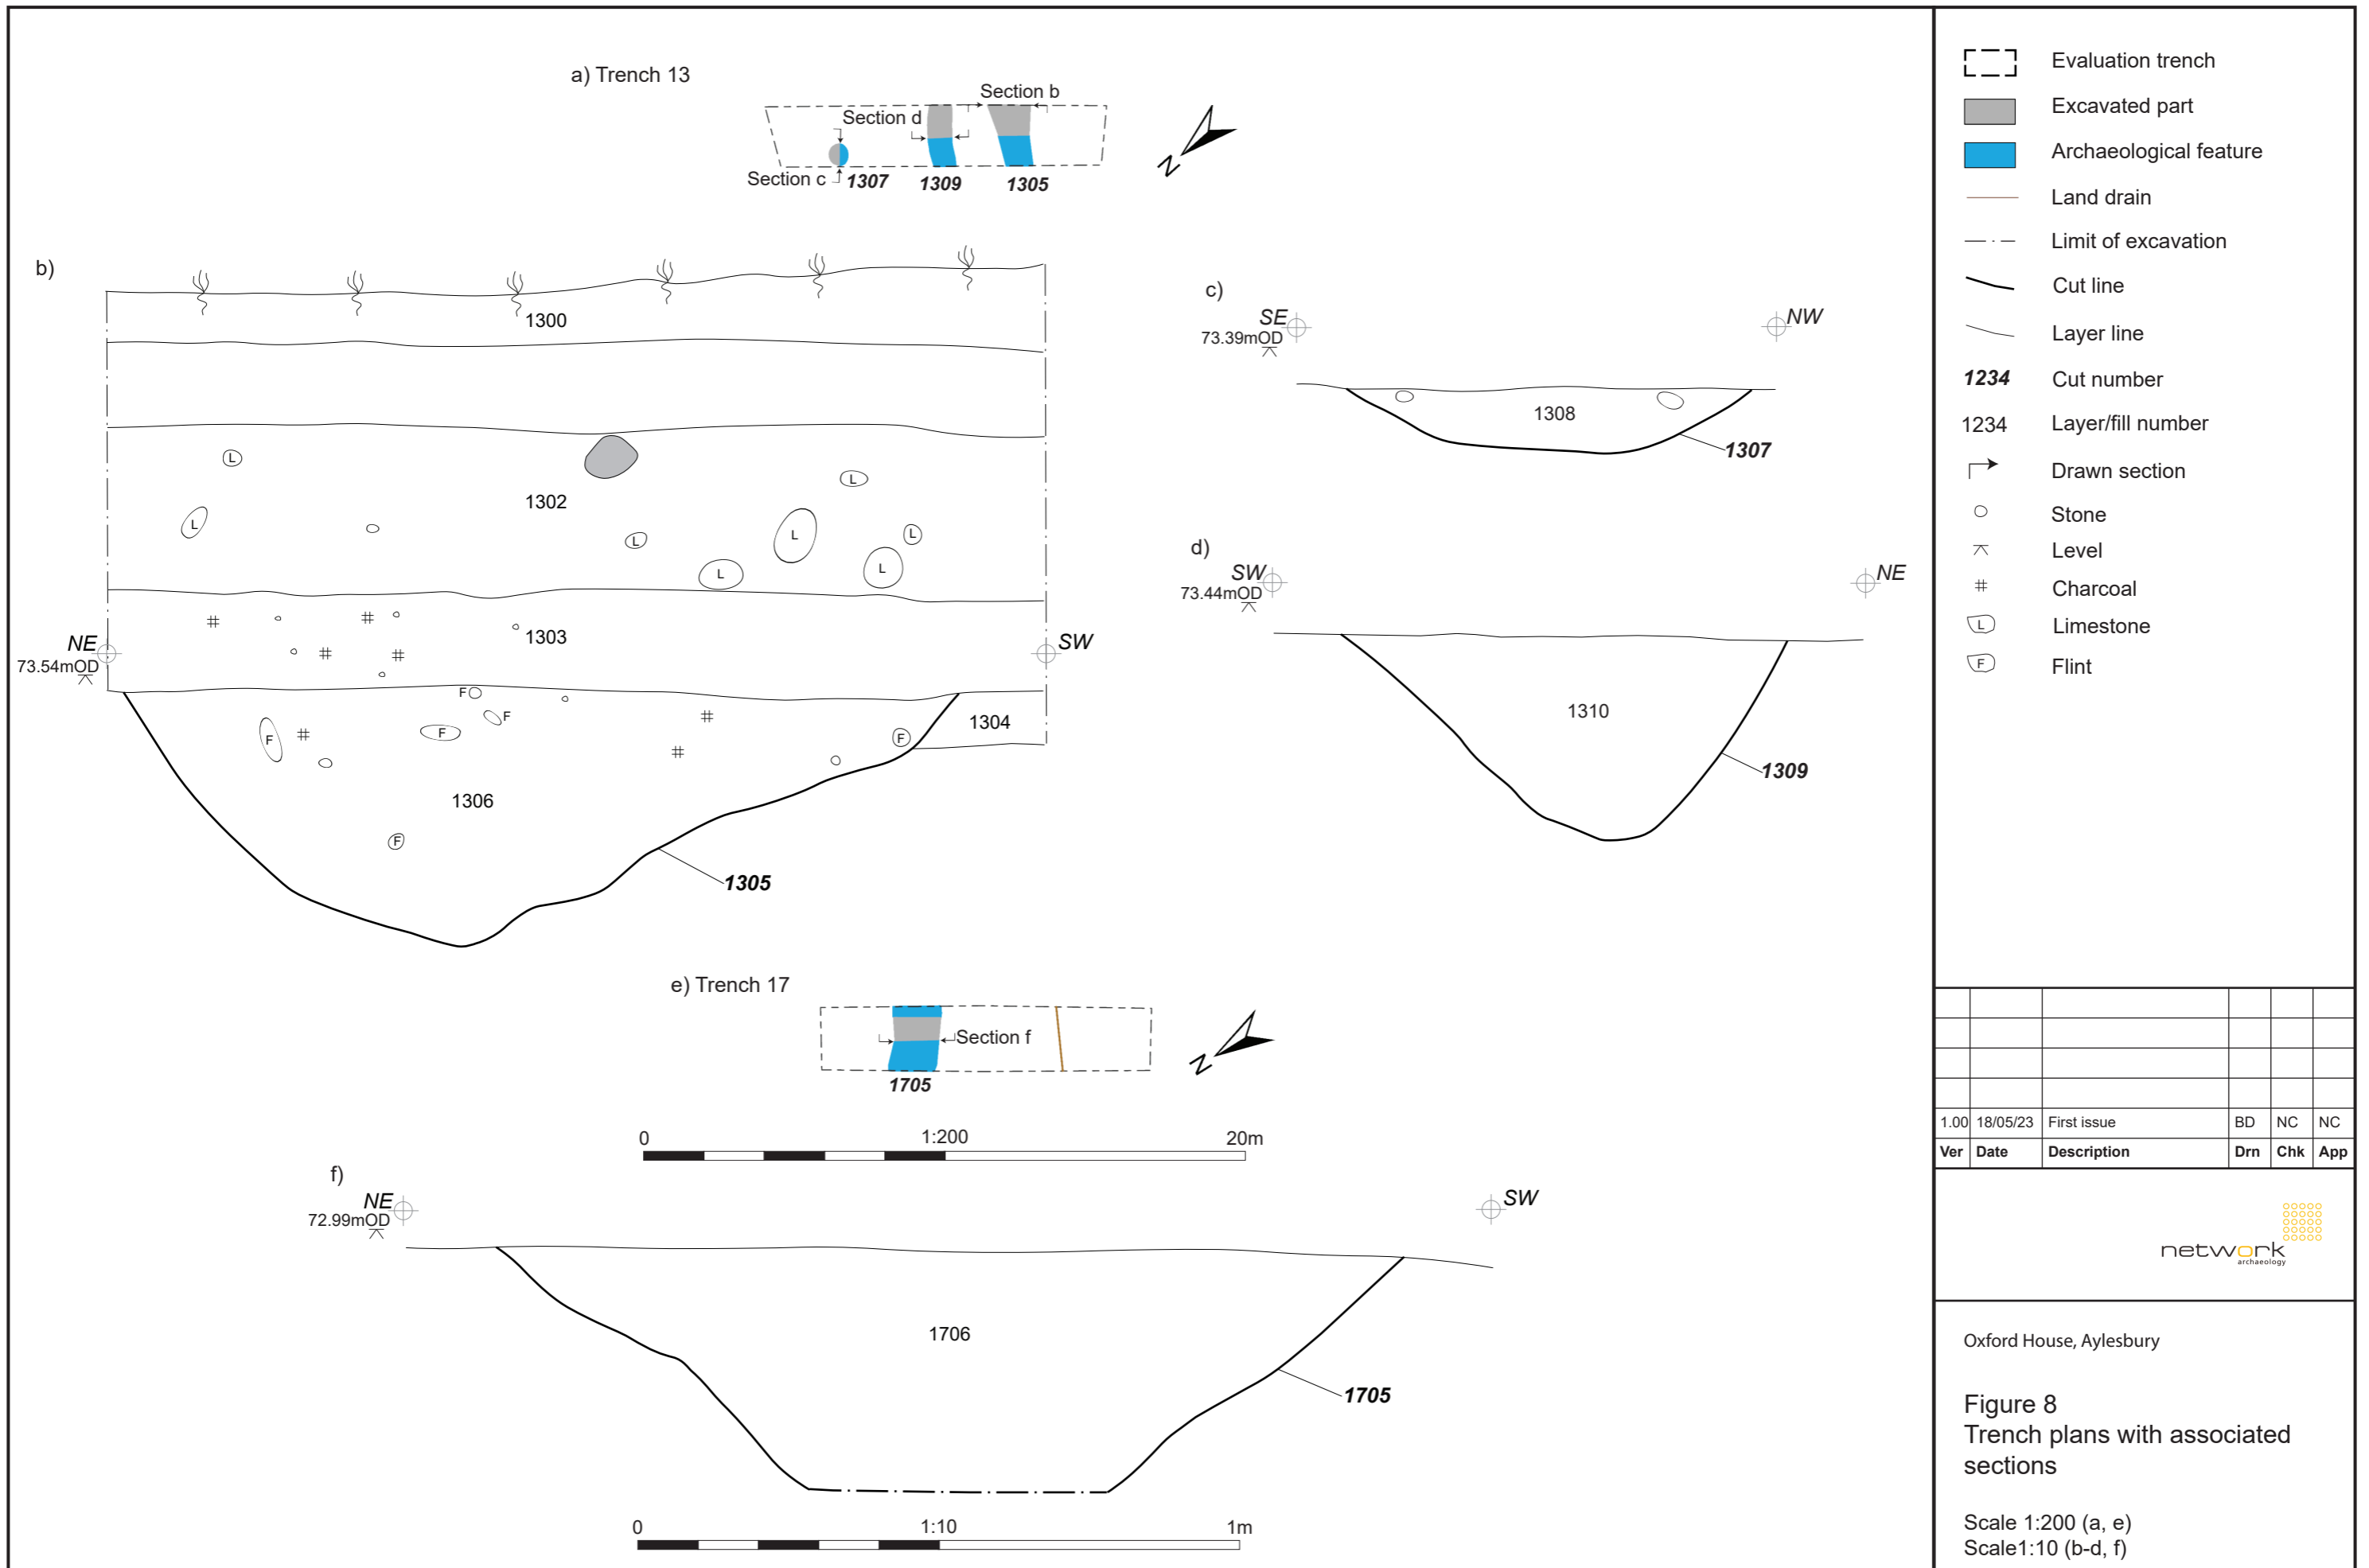 a) Trench 13
Section b
Section d
Section c
1307
1309
1305
N
b)
1300
1302
1303
NE
73.54mOD
SW
1304
1306
1305
L
L
L
L
L
L
L
L
F
F
F
F
F
F
c)
SE
73.39mOD
NW
1308
1307
d)
SW
73.44mOD
NE
1310
1309
e) Trench 17
Section f
1705
N
0 1:200 20m
f)
NE
72.99mOD
SW
1706
1705
0 1:10 1m
Evaluation trench
Excavated part
Archaeological feature
Land drain
Limit of excavation
Cut line
Layer line
1234 Cut number
1234 Layer/fill number
Drawn section
Stone
Level
Charcoal
L Limestone
F Flint
1.00 18/05/23 First issue BD NC NC
Ver Date Description Drn Chk App
network
archaeology
Oxford House, Aylesbury
Figure 8
Trench plans with associated
sections
Scale 1:200 (a, e)
Scale1:10 (b-d, f)